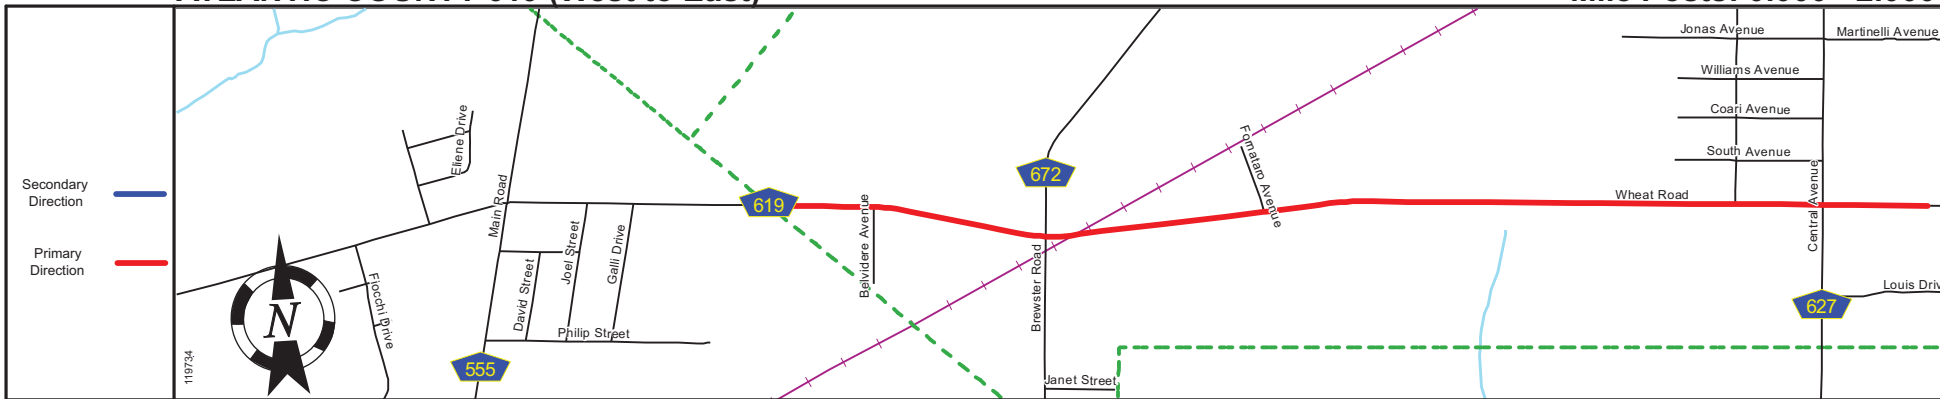 Jonas Avenue
Martinelli Avenue
Williams Avenue
Coari Avenue
South Avenue
Eliene Drive
Fornataro Avenue
672
Secondary
Direction
Main Road
619
Belvidere Avenue
Wheat Road
Central Avenue
Joel Street
Galli Drive
Primary
Direction
David Street
Fiocchi Drive
Brewster Road
N
Louis Driv
627
Philip Street
119734
555
Janet Street